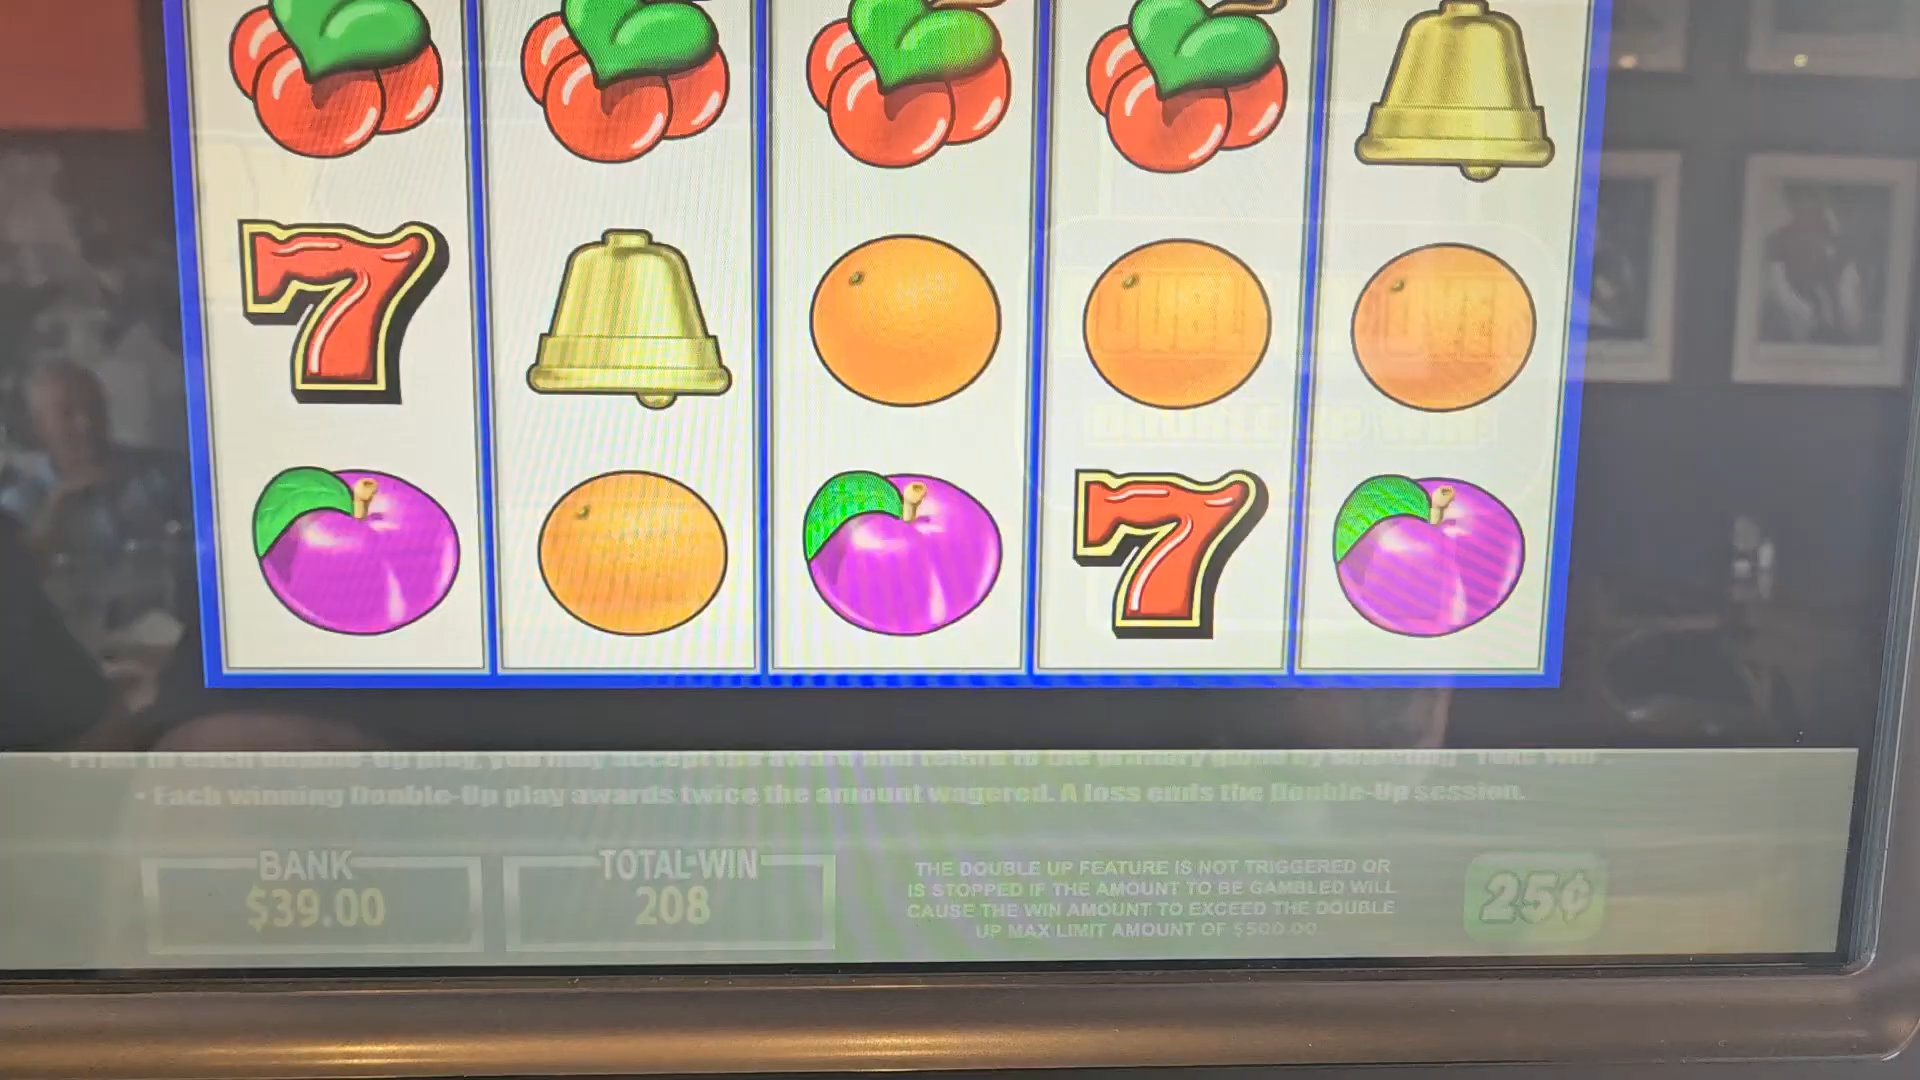 • Each winning Double-Up play awards twice the amount wagered. A loss ends the Double-Up session.
BANK
$39.00
TOTAL WIN
208
THE DOUBLE UP FEATURE IS NOT TRIGGERED OR
IS STOPPED IF THE AMOUNT TO BE GAMBLED WILL
CAUSE THE WIN AMOUNT TO EXCEED THE DOUBLE
UP MAX LIMIT AMOUNT OF $500.00
25¢